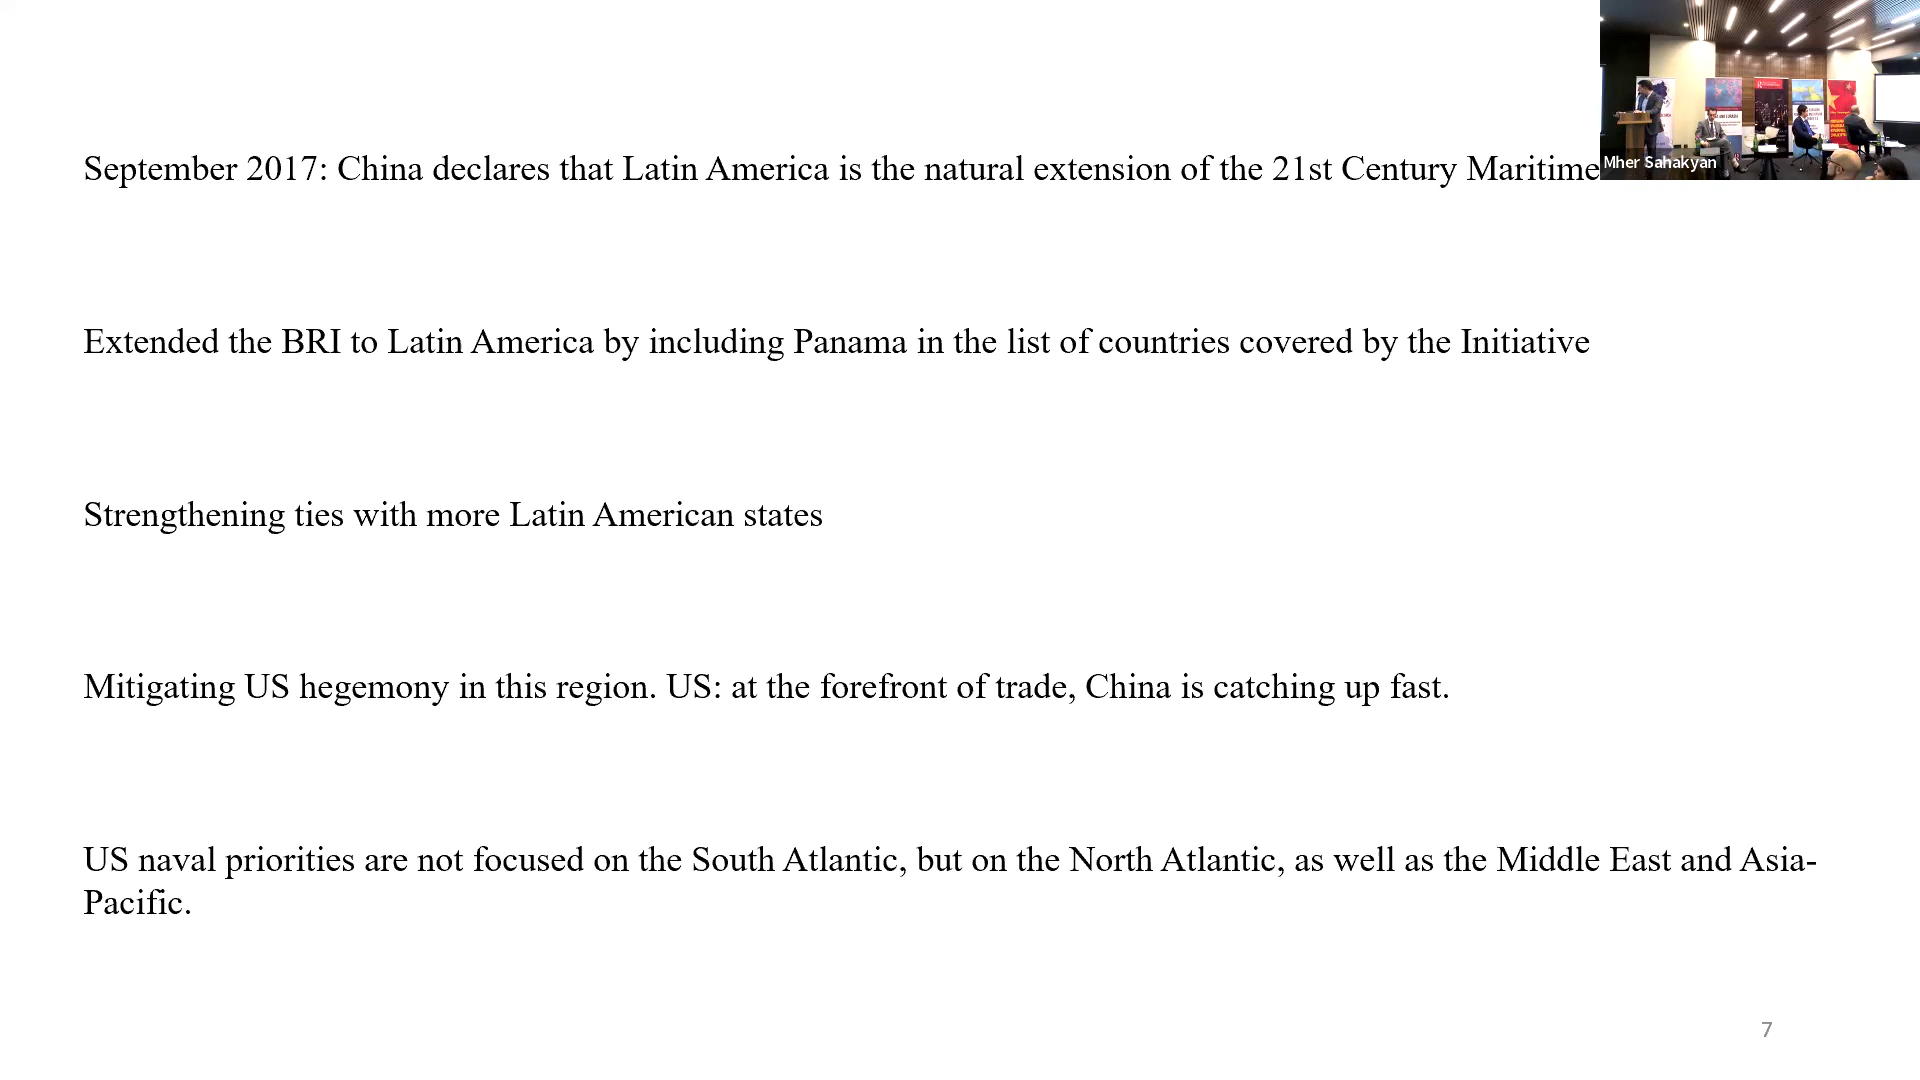 September 2017: China declares that Latin America is the natural extension of the 21st Century Maritime
Mher Sahakyan
Extended the BRI to Latin America by including Panama in the list of countries covered by the Initiative
Strengthening ties with more Latin American states
Mitigating US hegemony in this region. US: at the forefront of trade, China is catching up fast.
US naval priorities are not focused on the South Atlantic, but on the North Atlantic, as well as the Middle East and Asia-
Pacific.
7